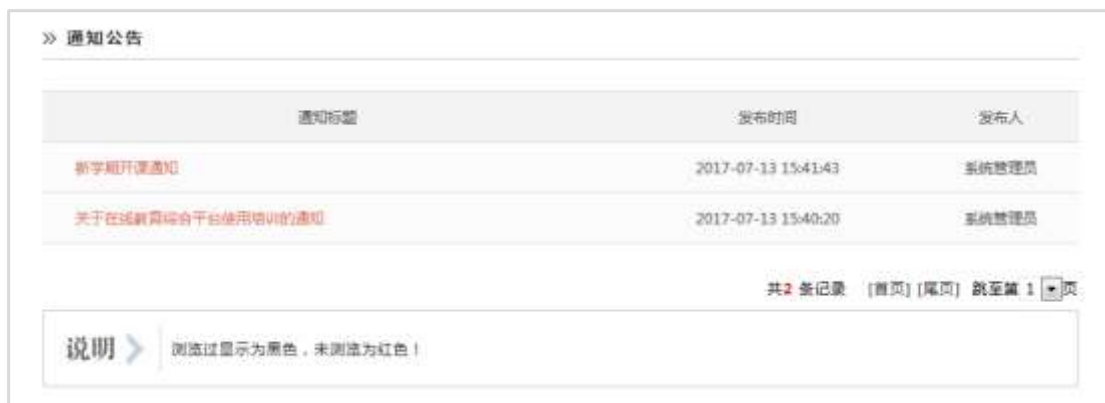 » 通知公告
通知标题 发布时间 发布人
新学期开课通知 2017-07-13 15:41:43 系统管理员
关于在线教育综合平台使用培训的通知 2017-07-13 15:40:20 系统管理员
共2 条记录 [首页] [尾页] 跳至第 1 页
说明 浏览过显示为黑色，未浏览为红色！